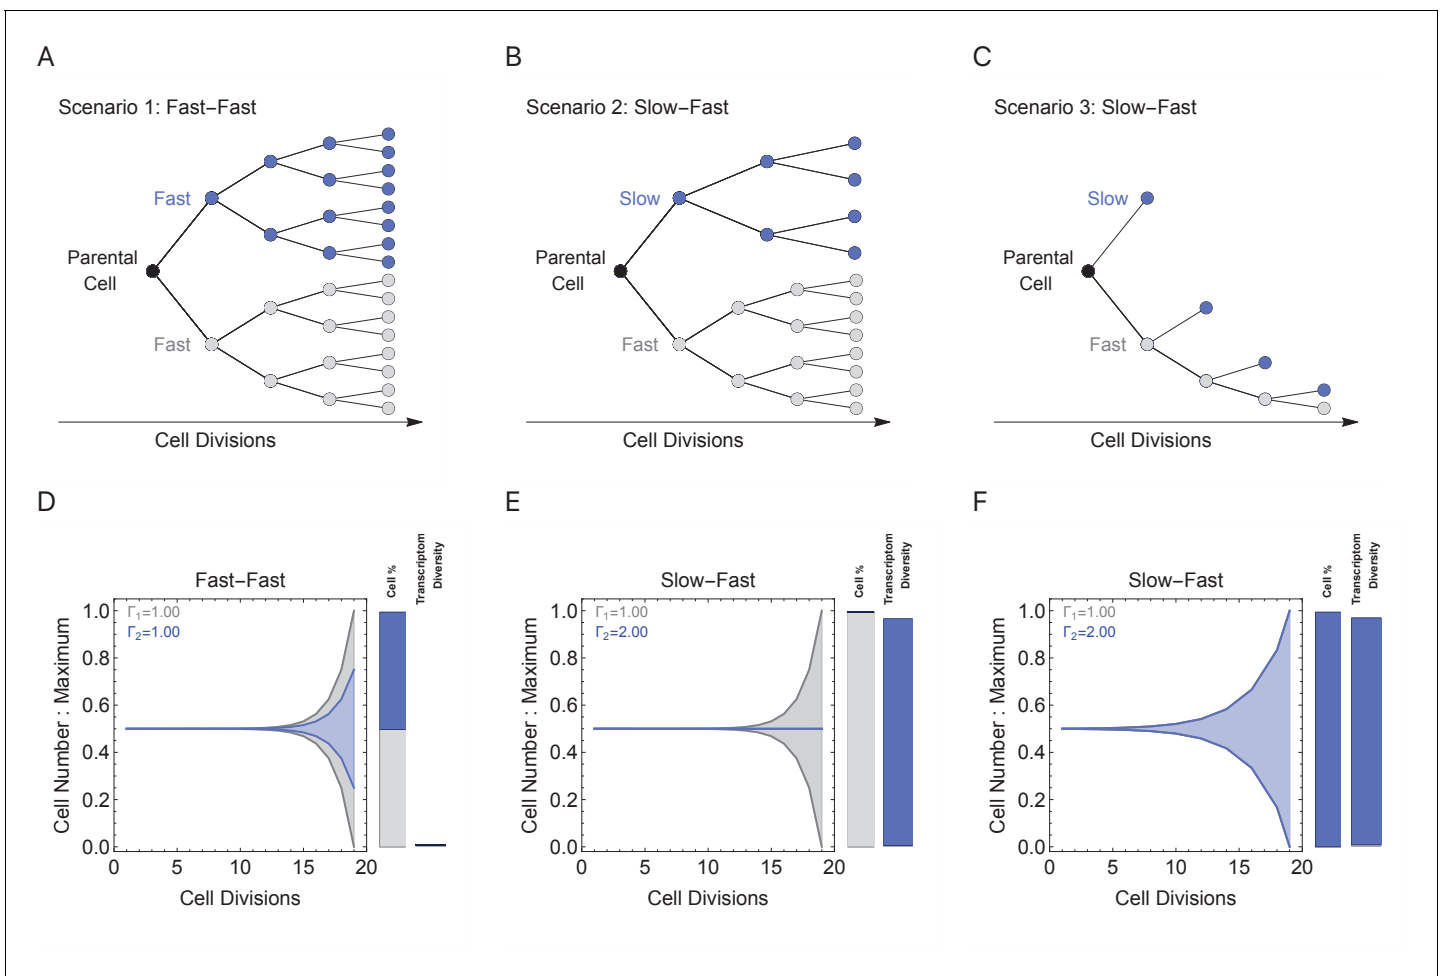 A
Scenario 1: Fast–Fast
Fast
Parental
Cell
Fast
Cell Divisions
B
Scenario 2: Slow–Fast
Slow
Parental
Cell
Fast
Cell Divisions
C
Scenario 3: Slow–Fast
Slow
Parental
Cell
Fast
Cell Divisions
D
Fast–Fast
Γ1=1.00
Γ2=1.00
Cell Number : Maximum
1.0
0.8
0.6
0.4
0.2
0.0
0 5 10 15 20
Cell Divisions
Cell %
Transcriptom
Diversity
E
Slow–Fast
Γ1=1.00
Γ2=2.00
Cell Number : Maximum
1.0
0.8
0.6
0.4
0.2
0.0
0 5 10 15 20
Cell Divisions
Cell %
Transcriptom
Diversity
F
Slow–Fast
Γ1=1.00
Γ2=2.00
Cell Number : Maximum
1.0
0.8
0.6
0.4
0.2
0.0
0 5 10 15 20
Cell Divisions
Cell %
Transcriptom
Diversity